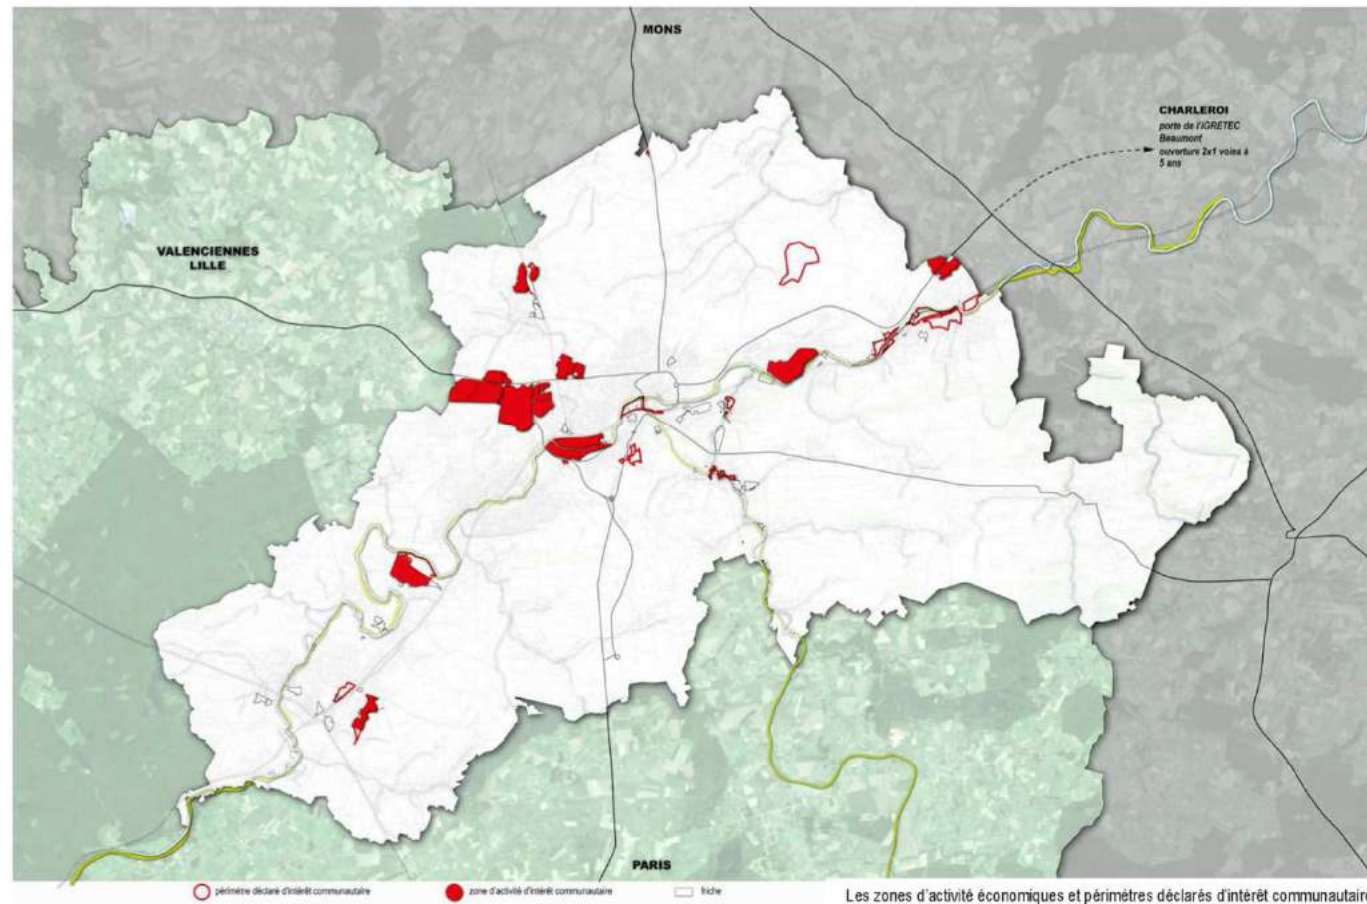 MONS
CHARLEROI
porte de l'IGRETEC
Beaumont
ouverture 2x1 voies à
5 ans
VALENCIENNES
LILLE
PARIS
périmètre déclaré d'intérêt communautaire
zone d'activité d'intérêt communautaire
friche
Les zones d'activité économiques et périmètres déclarés d'intérêt communautaire